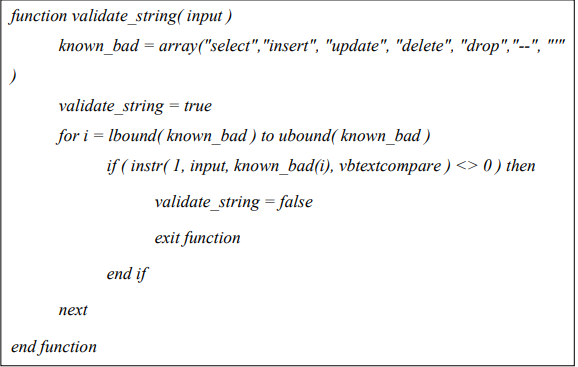 function validate_string( input )
known_bad = array("select","insert", "update", "delete", "drop","--", "'"
)
validate_string = true
for i = lbound( known_bad ) to ubound( known_bad )
if ( instr( 1, input, known_bad(i), vbtextcompare ) <> 0 ) then
validate_string = false
exit function
end if
next
end function